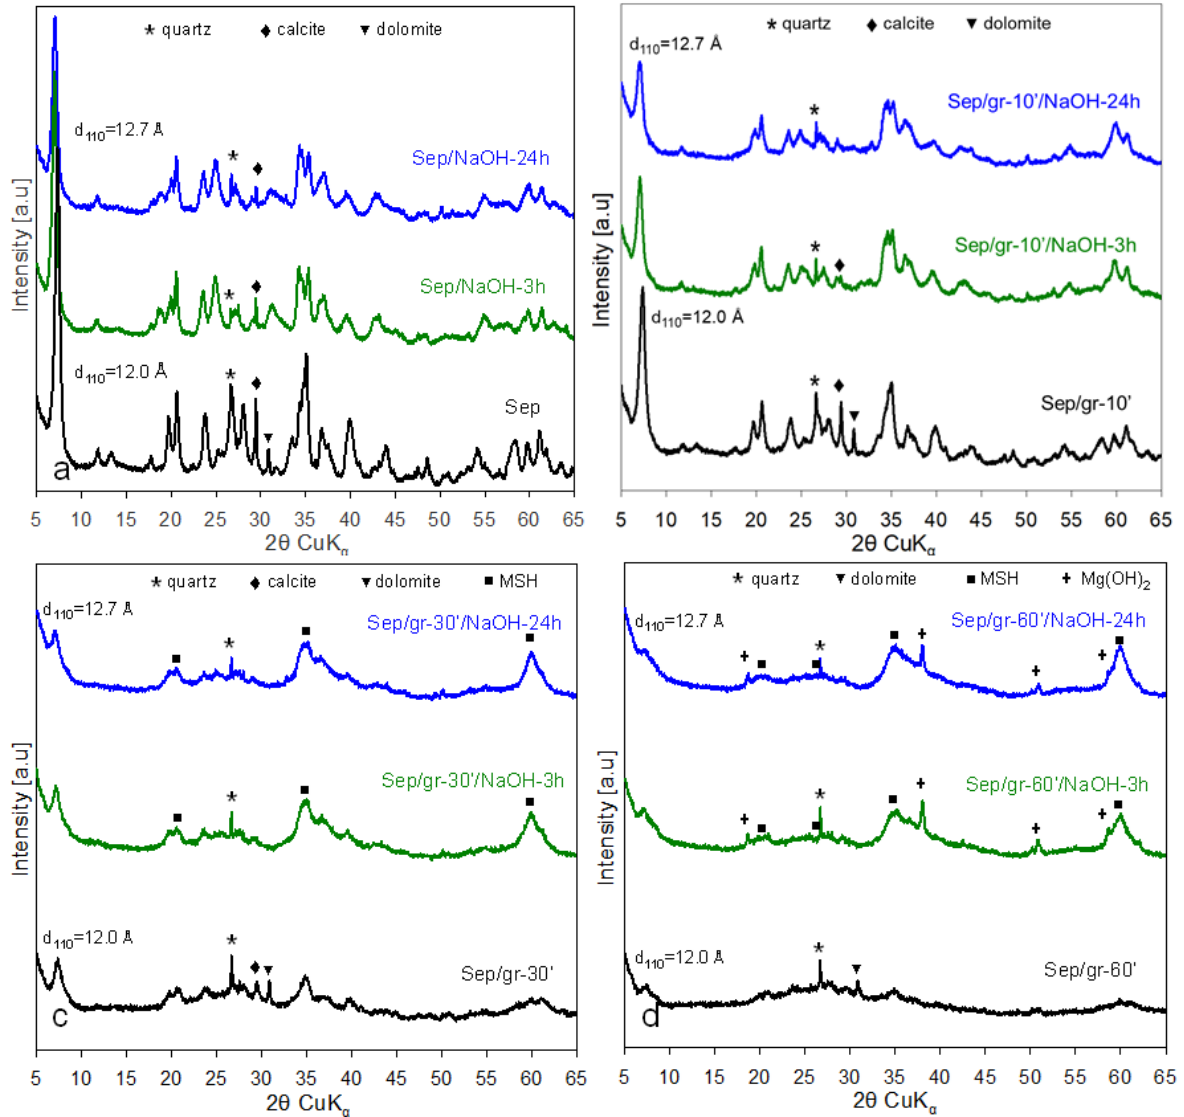 * quartz ♦ calcite ▼ dolomite
d110=12.7 Å
Sep/NaOH-24h
*
♦
Sep/NaOH-3h
*
♦
d110=12.0 Å
*
♦
Sep
▼
a
Intensity [a.u]
5 10 15 20 25 30 35 40 45 50 55 60 65
2θ CuKα
* quartz ♦ calcite ▼ dolomite
d110=12.7 Å
Sep/gr-10'/NaOH-24h
*
Sep/gr-10'/NaOH-3h
*
♦
d110=12.0 Å
*
♦
▼
Sep/gr-10'
Intensity [a.u]
5 10 15 20 25 30 35 40 45 50 55 60 65
2θ CuKα
* quartz ♦ calcite ▼ dolomite ■ MSH
d110=12.7 Å
Sep/gr-30'/NaOH-24h
■ * ■ ■
Sep/gr-30'/NaOH-3h
■ * ■ ■
d110=12.0 Å
*
♦ ▼
Sep/gr-30'
c
Intensity [a.u]
5 10 15 20 25 30 35 40 45 50 55 60 65
2θ CuKα
* quartz ▼ dolomite ■ MSH + Mg(OH)2
d110=12.7 Å
Sep/gr-60'/NaOH-24h
+ ■ ■ * ■ + + + ■
Sep/gr-60'/NaOH-3h
+ ■ ■ * ■ + + + ■
d110=12.0 Å
*
▼
Sep/gr-60'
d
Intensity [a.u]
5 10 15 20 25 30 35 40 45 50 55 60 65
2θ CuKα